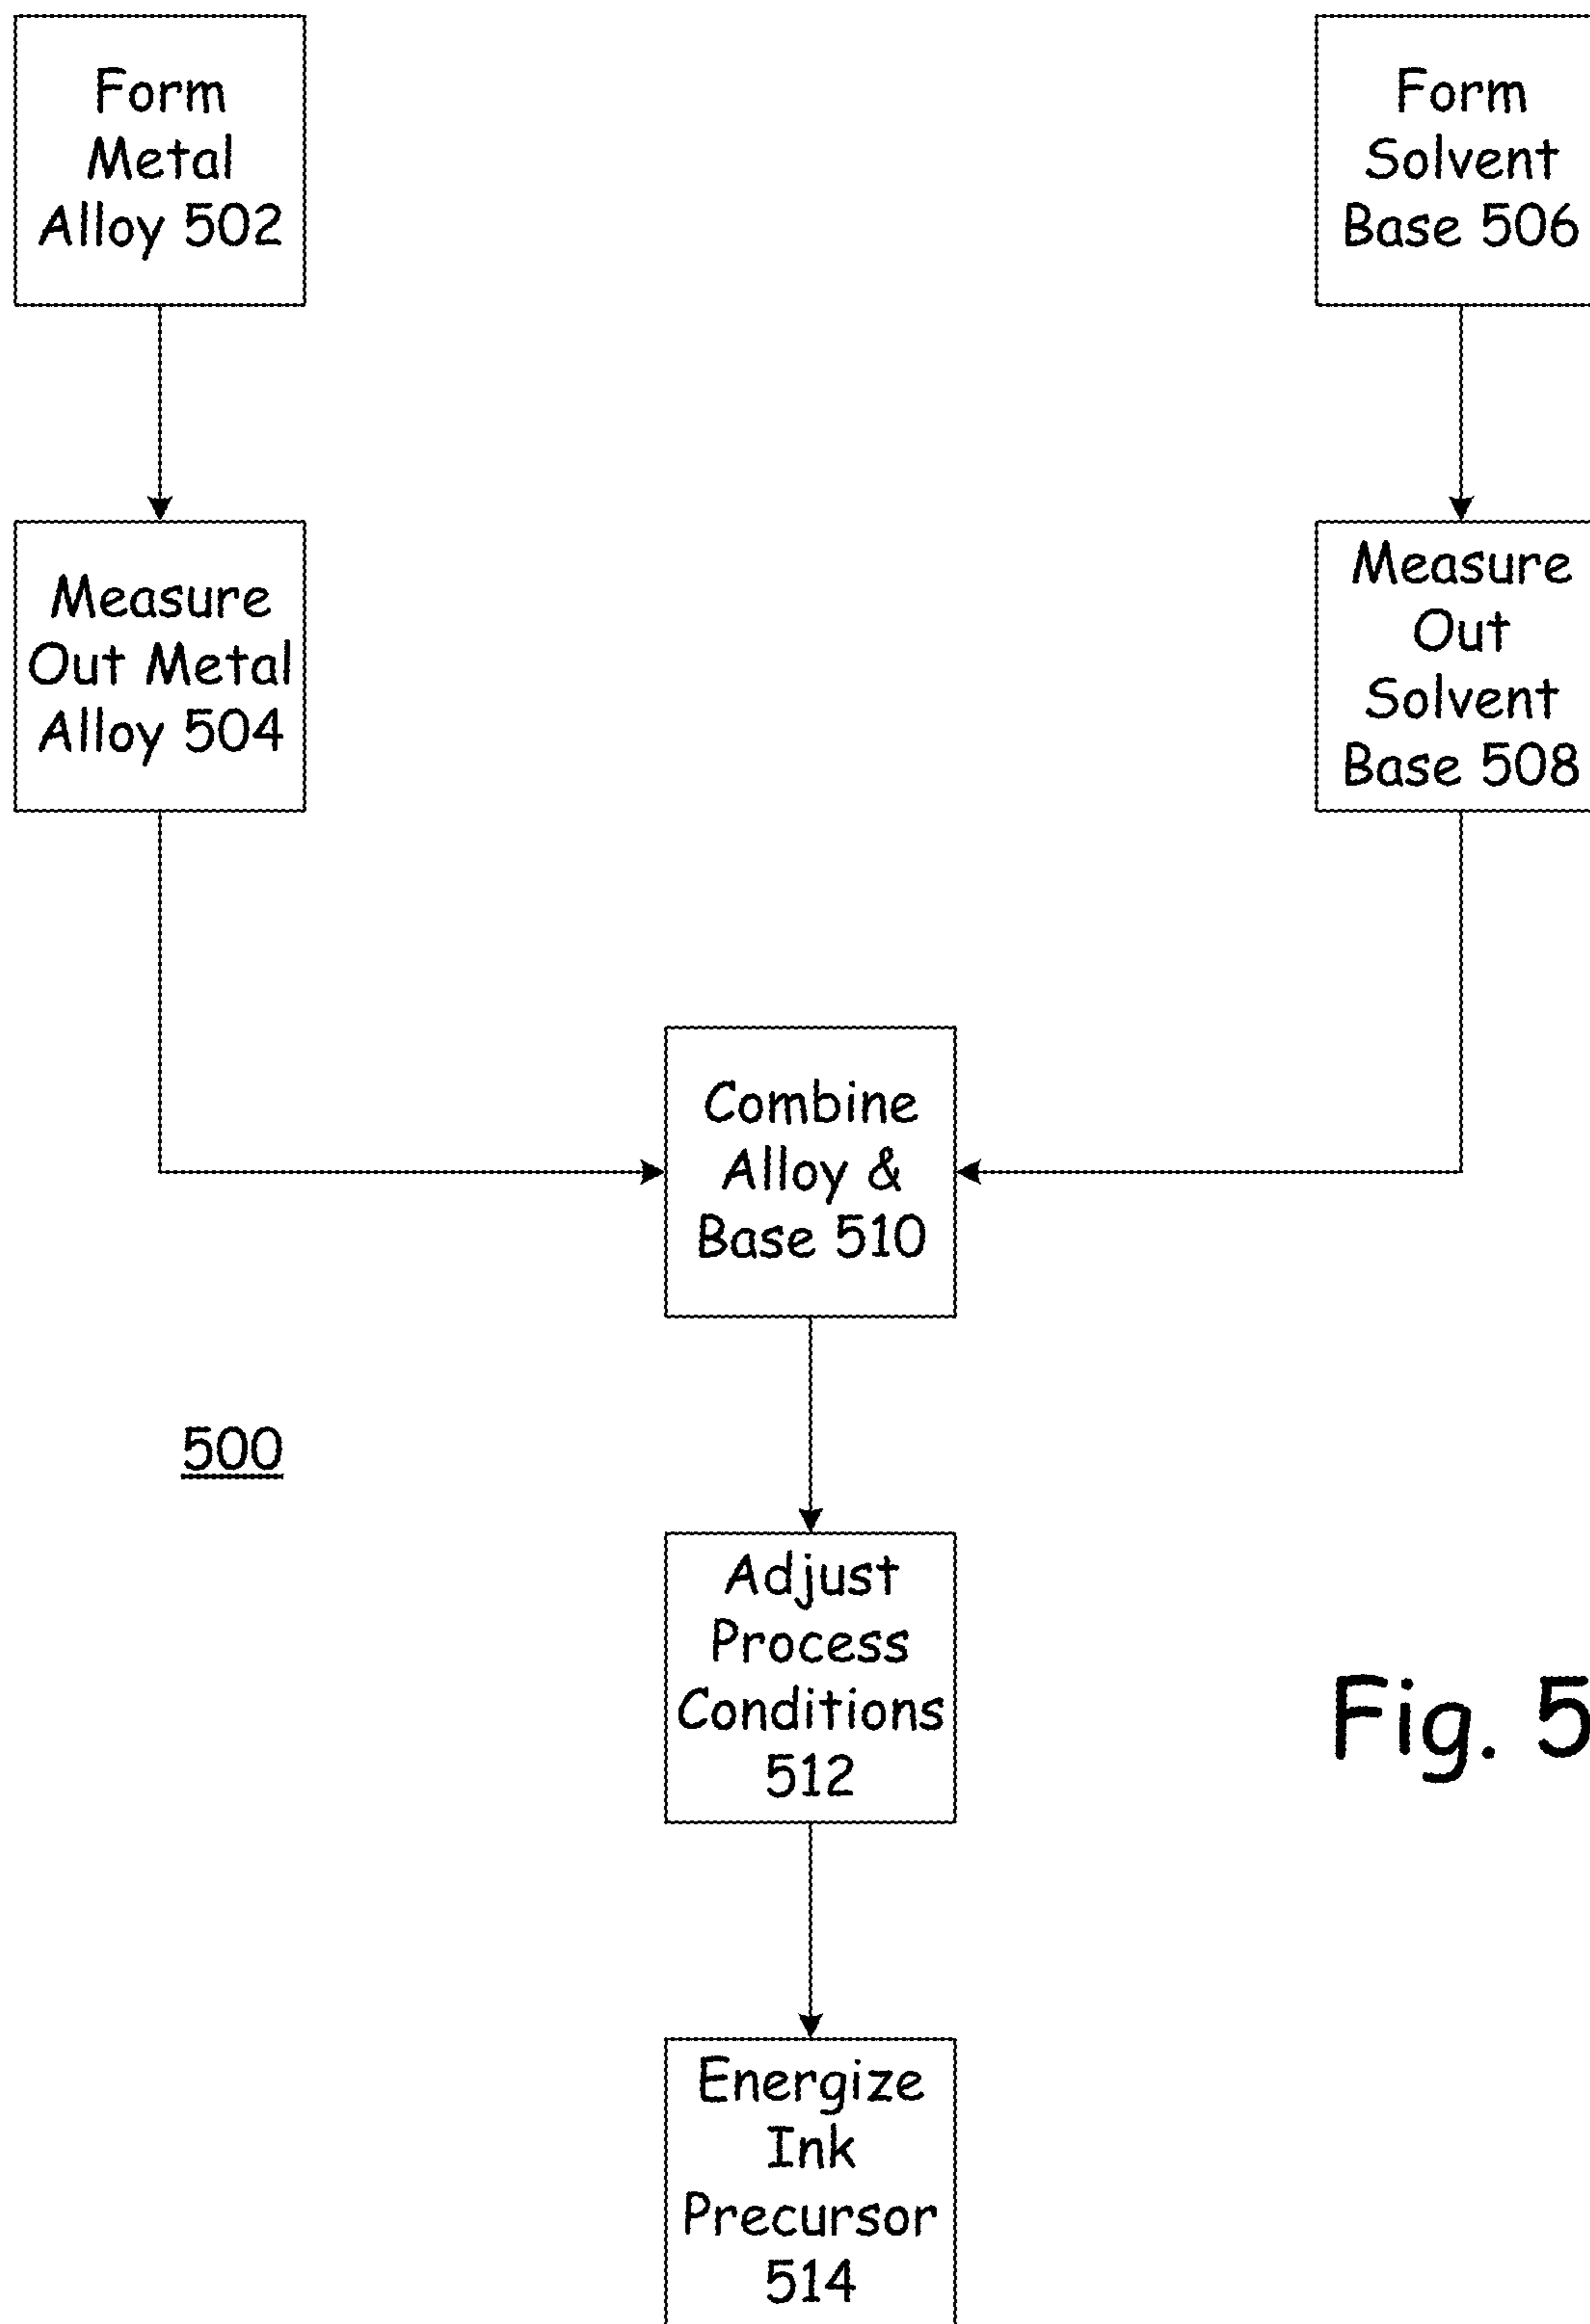 Form
Metal
Alloy 502
Form
Solvent
Base 506
Measure
Out Metal
Alloy 504
Measure
Out
Solvent
Base 508
Combine
Alloy &
Base 510
500
Adjust
Process
Conditions
512
Fig. 5
Energize
Ink
Precursor
514